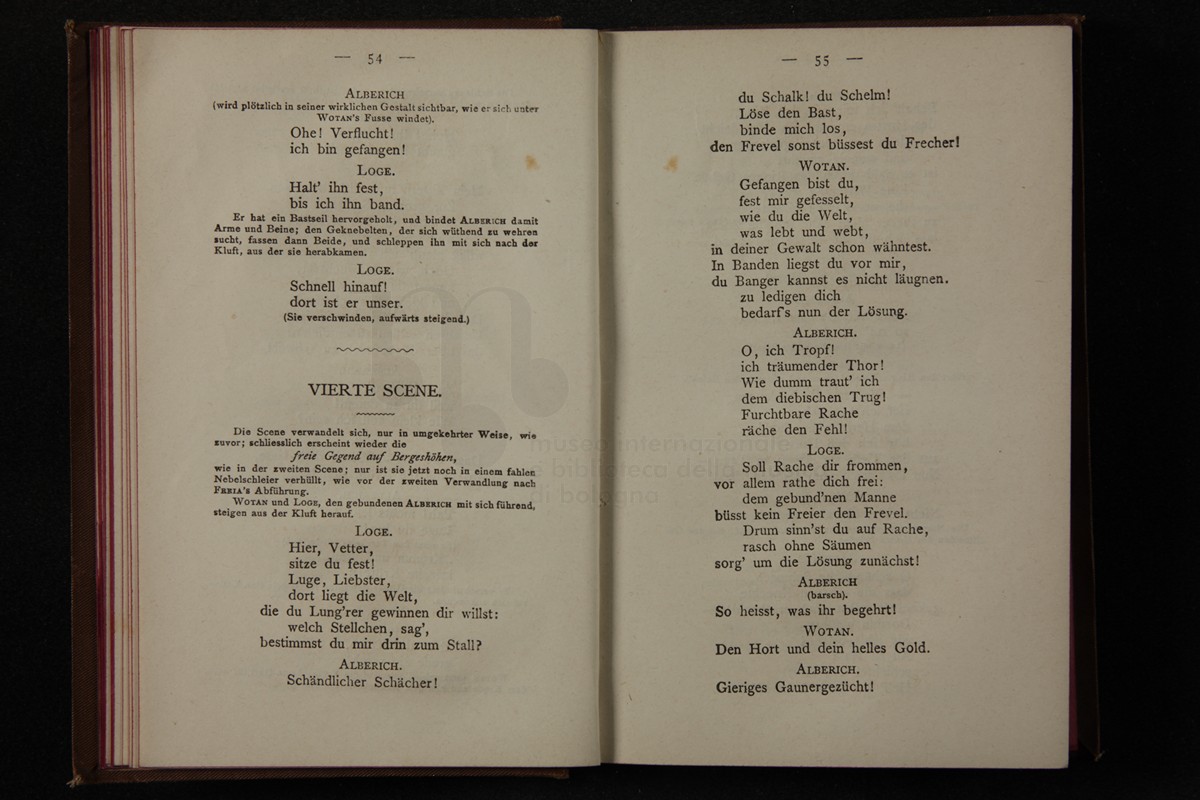 — 54 —
ALBERICH
(wird plötzlich in seiner wirklichen Gestalt sichtbar, wie er sich unter
WOTAN'S Fusse windet).
Ohe! Verflucht!
ich bin gefangen!
LOGE.
Halt' ihn fest,
bis ich ihn band.
Er hat ein Bastseil hervorgeholt, und bindet ALBERICH damit
Arme und Beine; den Geknebelten, der sich wüthend zu wehren
sucht, fassen dann Beide, und schleppen ihn mit sich nach der
Kluft, aus der sie herabkamen.
LOGE.
Schnell hinauf!
dort ist er unser.
(Sie verschwinden, aufwärts steigend.)
VIERTE SCENE.
Die Scene verwandelt sich, nur in umgekehrter Weise, wie
zuvor; schliesslich erscheint wieder die
freie Gegend auf Bergeshöhen,
wie in der zweiten Scene; nur ist sie jetzt noch in einem fahlen
Nebelschleier verhüllt, wie vor der zweiten Verwandlung nach
FREIA'S Abführung.
WOTAN und LOGE, den gebundenen ALBERICH mit sich führend,
steigen aus der Kluft herauf.
LOGE.
Hier, Vetter,
sitze du fest!
Luge, Liebster,
dort liegt die Welt,
die du Lung'rer gewinnen dir willst:
welch Stellchen, sag',
bestimmst du mir drin zum Stall?
ALBERICH.
Schändlicher Schächer!
— 55 —
du Schalk! du Schelm!
Löse den Bast,
binde mich los,
den Frevel sonst büssest du Frecher!
WOTAN.
Gefangen bist du,
fest mir gefesselt,
wie du die Welt,
was lebt und webt,
in deiner Gewalt schon wähntest.
In Banden liegst du vor mir,
du Banger kannst es nicht läugnen.
zu ledigen dich
bedarf's nun der Lösung.
ALBERICH.
O, ich Tropf!
ich träumender Thor!
Wie dumm traut' ich
dem diebischen Trug!
Furchtbare Rache
räche den Fehl!
LOGE.
Soll Rache dir frommen,
vor allem rathe dich frei:
dem gebund'nen Manne
büsst kein Freier den Frevel.
Drum sinn'st du auf Rache,
rasch ohne Säumen
sorg' um die Lösung zunächst!
ALBERICH
(barsch).
So heisst, was ihr begehrt!
WOTAN.
Den Hort und dein helles Gold.
ALBERICH.
Gieriges Gaunergezücht!
museo internazionale
e biblioteca della
di bologna